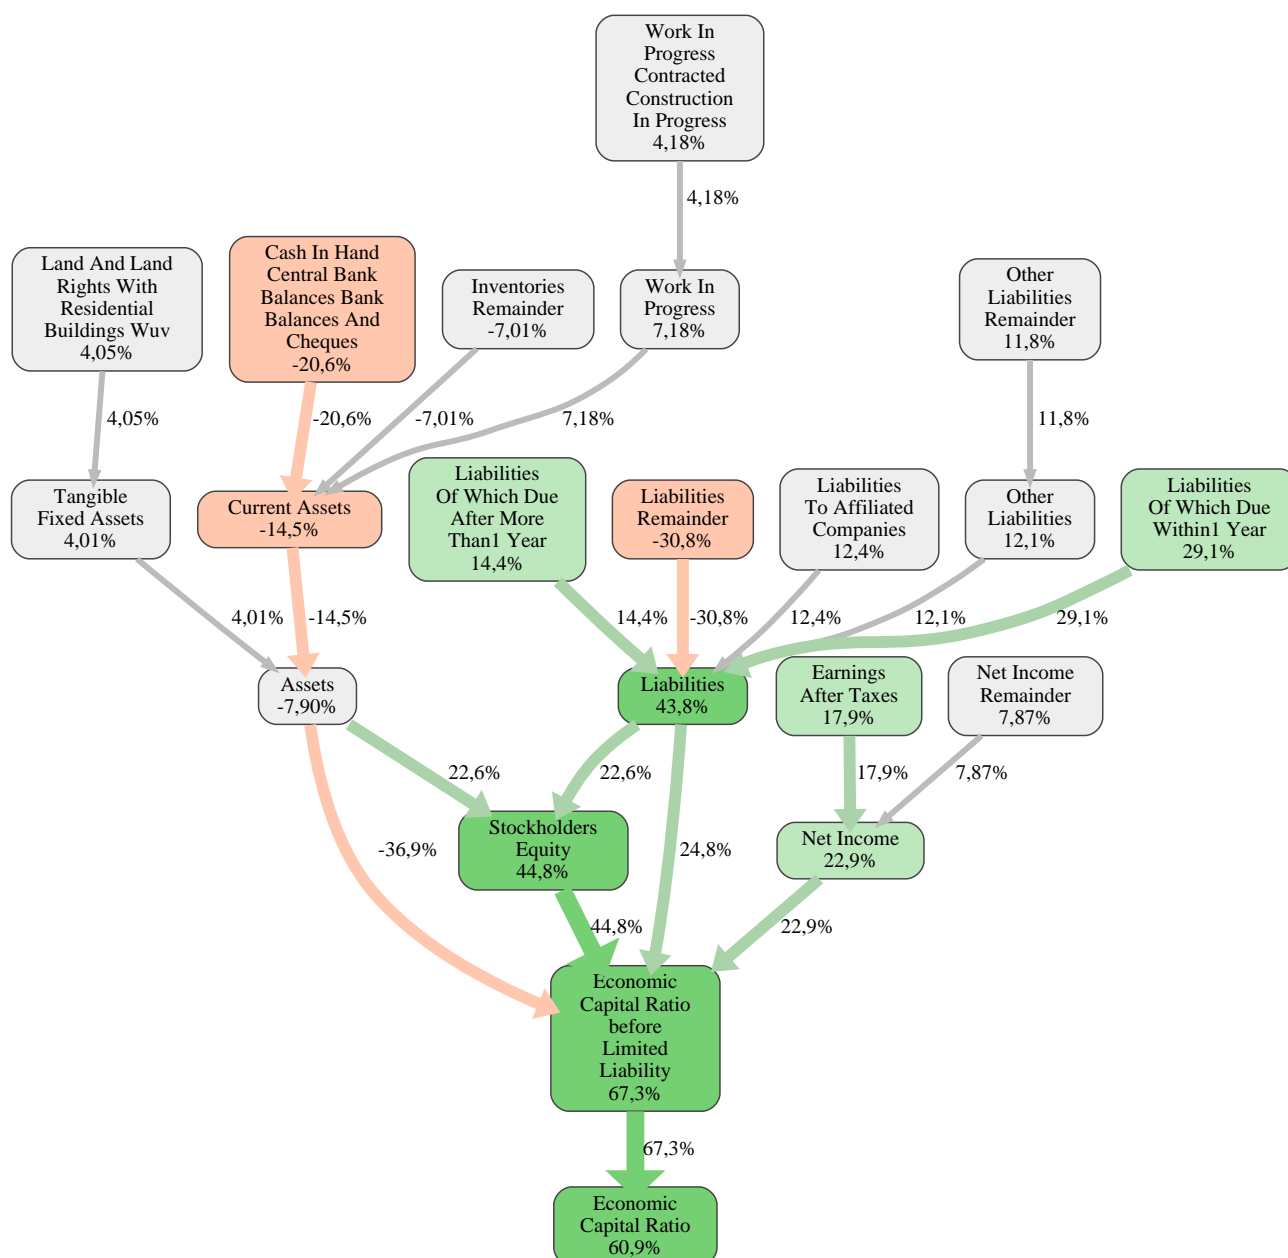 Work In
Progress
Contracted
Construction
In Progress
4,18%
4,18%
Land And Land
Rights With
Residential
Buildings Wuv
4,05%
Cash In Hand
Central Bank
Balances Bank
Balances And
Cheques
-20,6%
Inventories
Remainder
-7,01%
Work In
Progress
7,18%
Other
Liabilities
Remainder
11,8%
4,05%
-20,6%
-7,01%
7,18%
11,8%
Tangible
Fixed Assets
4,01%
Current Assets
-14,5%
Liabilities
Of Which Due
After More
Than1 Year
14,4%
Liabilities
Remainder
-30,8%
Liabilities
To Affiliated
Companies
12,4%
Other
Liabilities
12,1%
Liabilities
Of Which Due
Within1 Year
29,1%
4,01%
-14,5%
14,4%
-30,8%
12,4%
12,1%
29,1%
Assets
-7,90%
Liabilities
43,8%
Earnings
After Taxes
17,9%
Net Income
Remainder
7,87%
22,6%
22,6%
17,9%
7,87%
-36,9%
Stockholders
Equity
44,8%
24,8%
Net Income
22,9%
44,8%
22,9%
Economic
Capital Ratio
before
Limited
Liability
67,3%
67,3%
Economic
Capital Ratio
60,9%